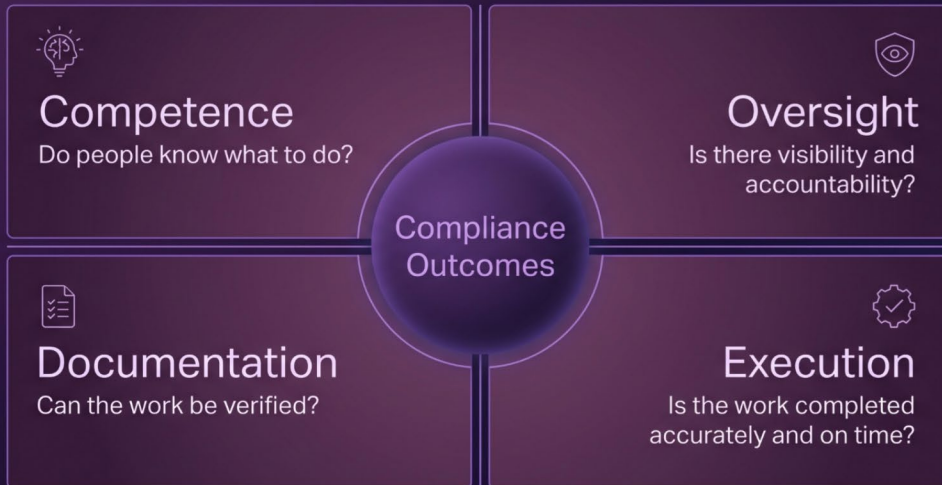 Competence
Do people know what to do?
Oversight
Is there visibility and
accountability?
Compliance
Outcomes
Documentation
Can the work be verified?
Execution
Is the work completed
accurately and on time?